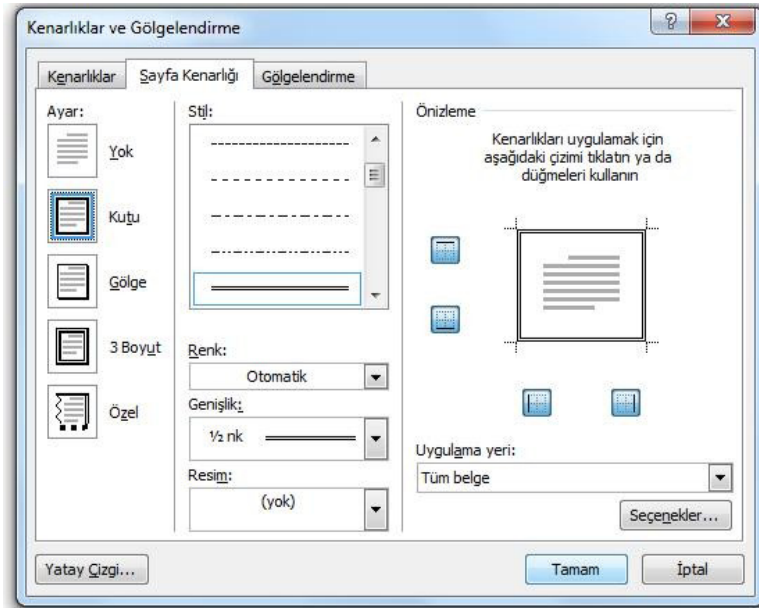 Kenarlıklar ve Gölgelendirme
Kenarlıklar
Sayfa Kenarlığı
Gölgelendirme
Ayar:
Yok
Kutu
Gölge
3 Boyut
Özel
Stil:
Renk:
Otomatik
Genişlik:
½ nk
Resim:
(yok)
Önizleme
Kenarlıkları uygulamak için
aşağıdaki çizimi tıklatın ya da
düğmeleri kullanın
Uygulama yeri:
Tüm belge
Seçenekler...
Yatay Çizgi...
Tamam
İptal